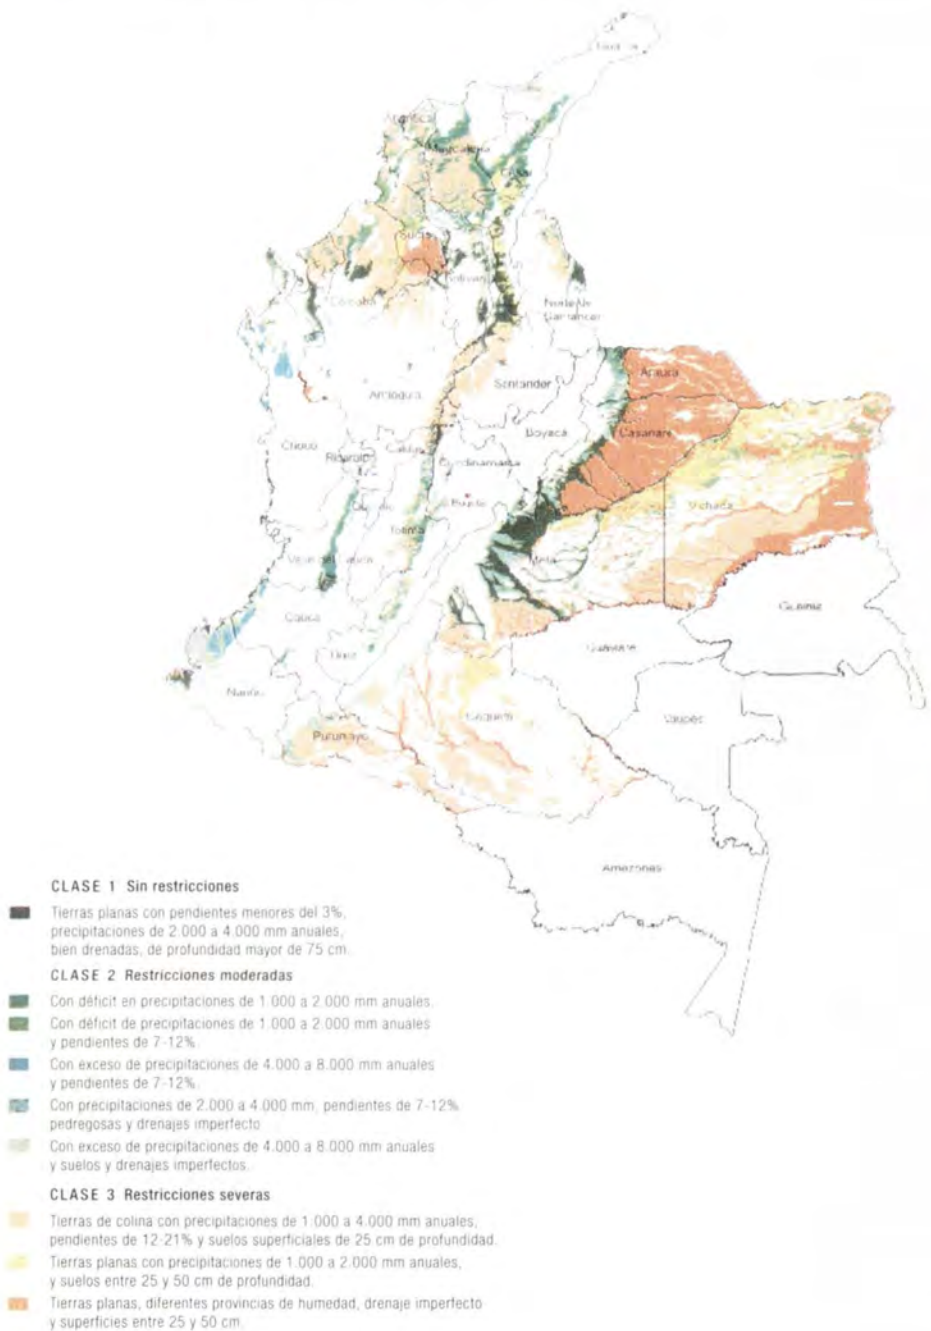 Magdalena
Sucre
Bolívar
Córdoba
Norte de
Santander
Arauca
Santander
Antioquia
Boyacá
Casanare
Chocó
Caldas
Cundinamarca
Bogotá
Vichada
Tolima
Meta
Valle del Cauca
Guainía
Cauca
Huila
Guaviare
Nariño
Caquetá
Vaupés
Putumayo
Amazonas
CLASE 1 Sin restricciones
Tierras planas con pendientes menores del 3%,
precipitaciones de 2.000 a 4.000 mm anuales,
bien drenadas, de profundidad mayor de 75 cm.
CLASE 2 Restricciones moderadas
Con déficit en precipitaciones de 1.000 a 2.000 mm anuales.
Con déficit de precipitaciones de 1.000 a 2.000 mm anuales
y pendientes de 7-12%.
Con exceso de precipitaciones de 4.000 a 8.000 mm anuales
y pendientes de 7-12%.
Con precipitaciones de 2.000 a 4.000 mm, pendientes de 7-12%
pedregosas y drenajes imperfecto
Con exceso de precipitaciones de 4.000 a 8.000 mm anuales
y suelos y drenajes imperfectos.
CLASE 3 Restricciones severas
Tierras de colina con precipitaciones de 1.000 a 4.000 mm anuales,
pendientes de 12-21% y suelos superficiales de 25 cm de profundidad.
Tierras planas con precipitaciones de 1.000 a 2.000 mm anuales,
y suelos entre 25 y 50 cm de profundidad.
Tierras planas, diferentes provincias de humedad, drenaje imperfecto
y superficies entre 25 y 50 cm.